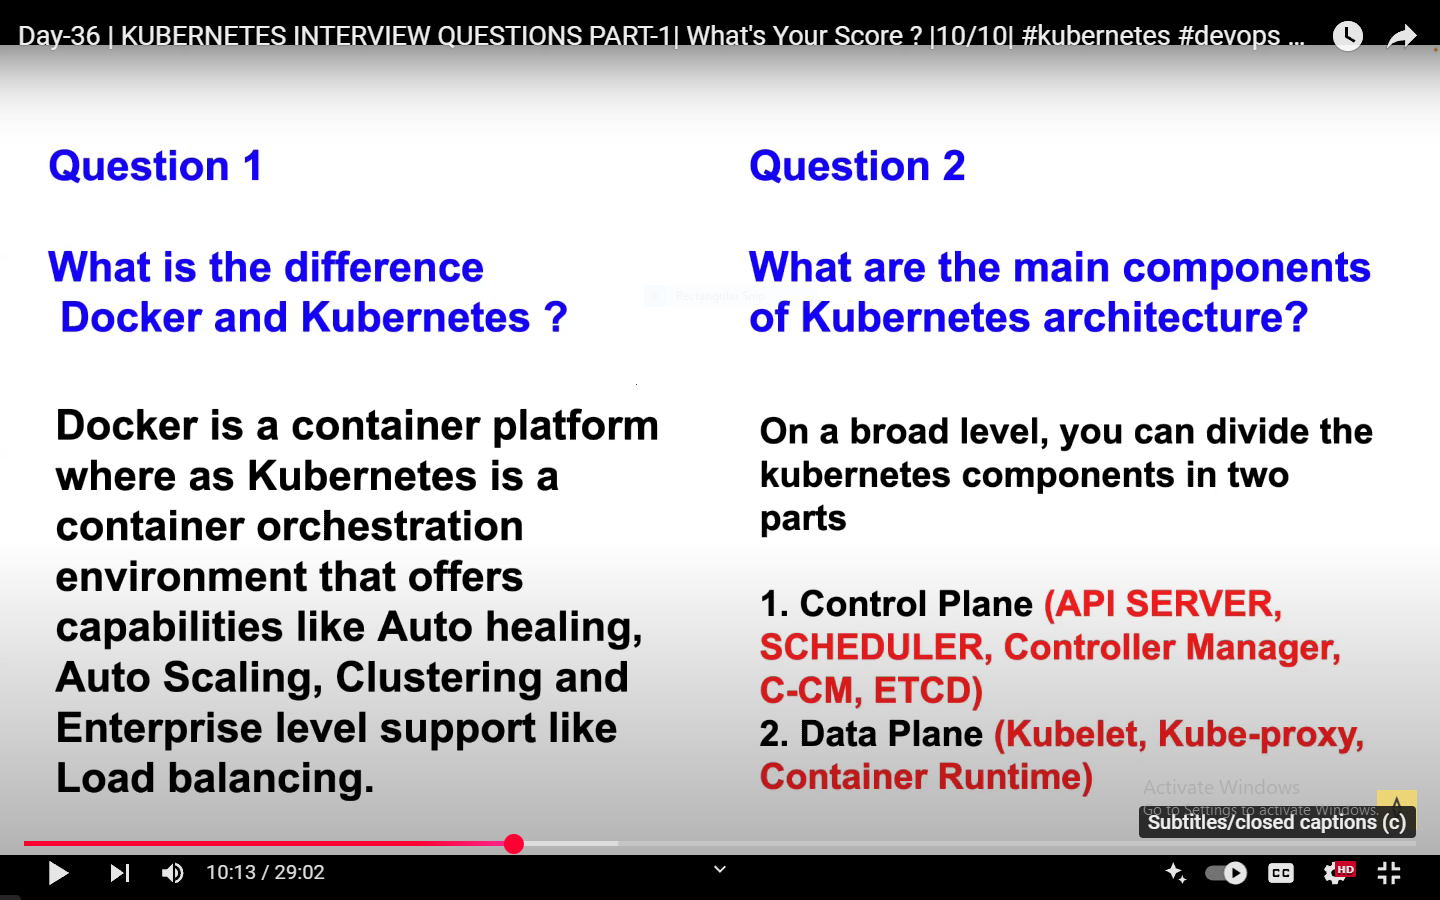 Day-36 | KUBERNETES INTERVIEW QUESTIONS PART-1| What's Your Score ? |10/10| #kubernetes #devops ...
Question 1
What is the difference
Docker and Kubernetes ?
Docker is a container platform
where as Kubernetes is a
container orchestration
environment that offers
capabilities like Auto healing,
Auto Scaling, Clustering and
Enterprise level support like
Load balancing.
Question 2
What are the main components
of Kubernetes architecture?
On a broad level, you can divide the
kubernetes components in two
parts
1. Control Plane (API SERVER,
SCHEDULER, Controller Manager,
C-CM, ETCD)
2. Data Plane (Kubelet, Kube-proxy,
Container Runtime)
Rectangular Snip
Activate Windows
Go to Settings to activate Windows.
Subtitles/closed captions (c)
10:13 / 29:02
CC
HD